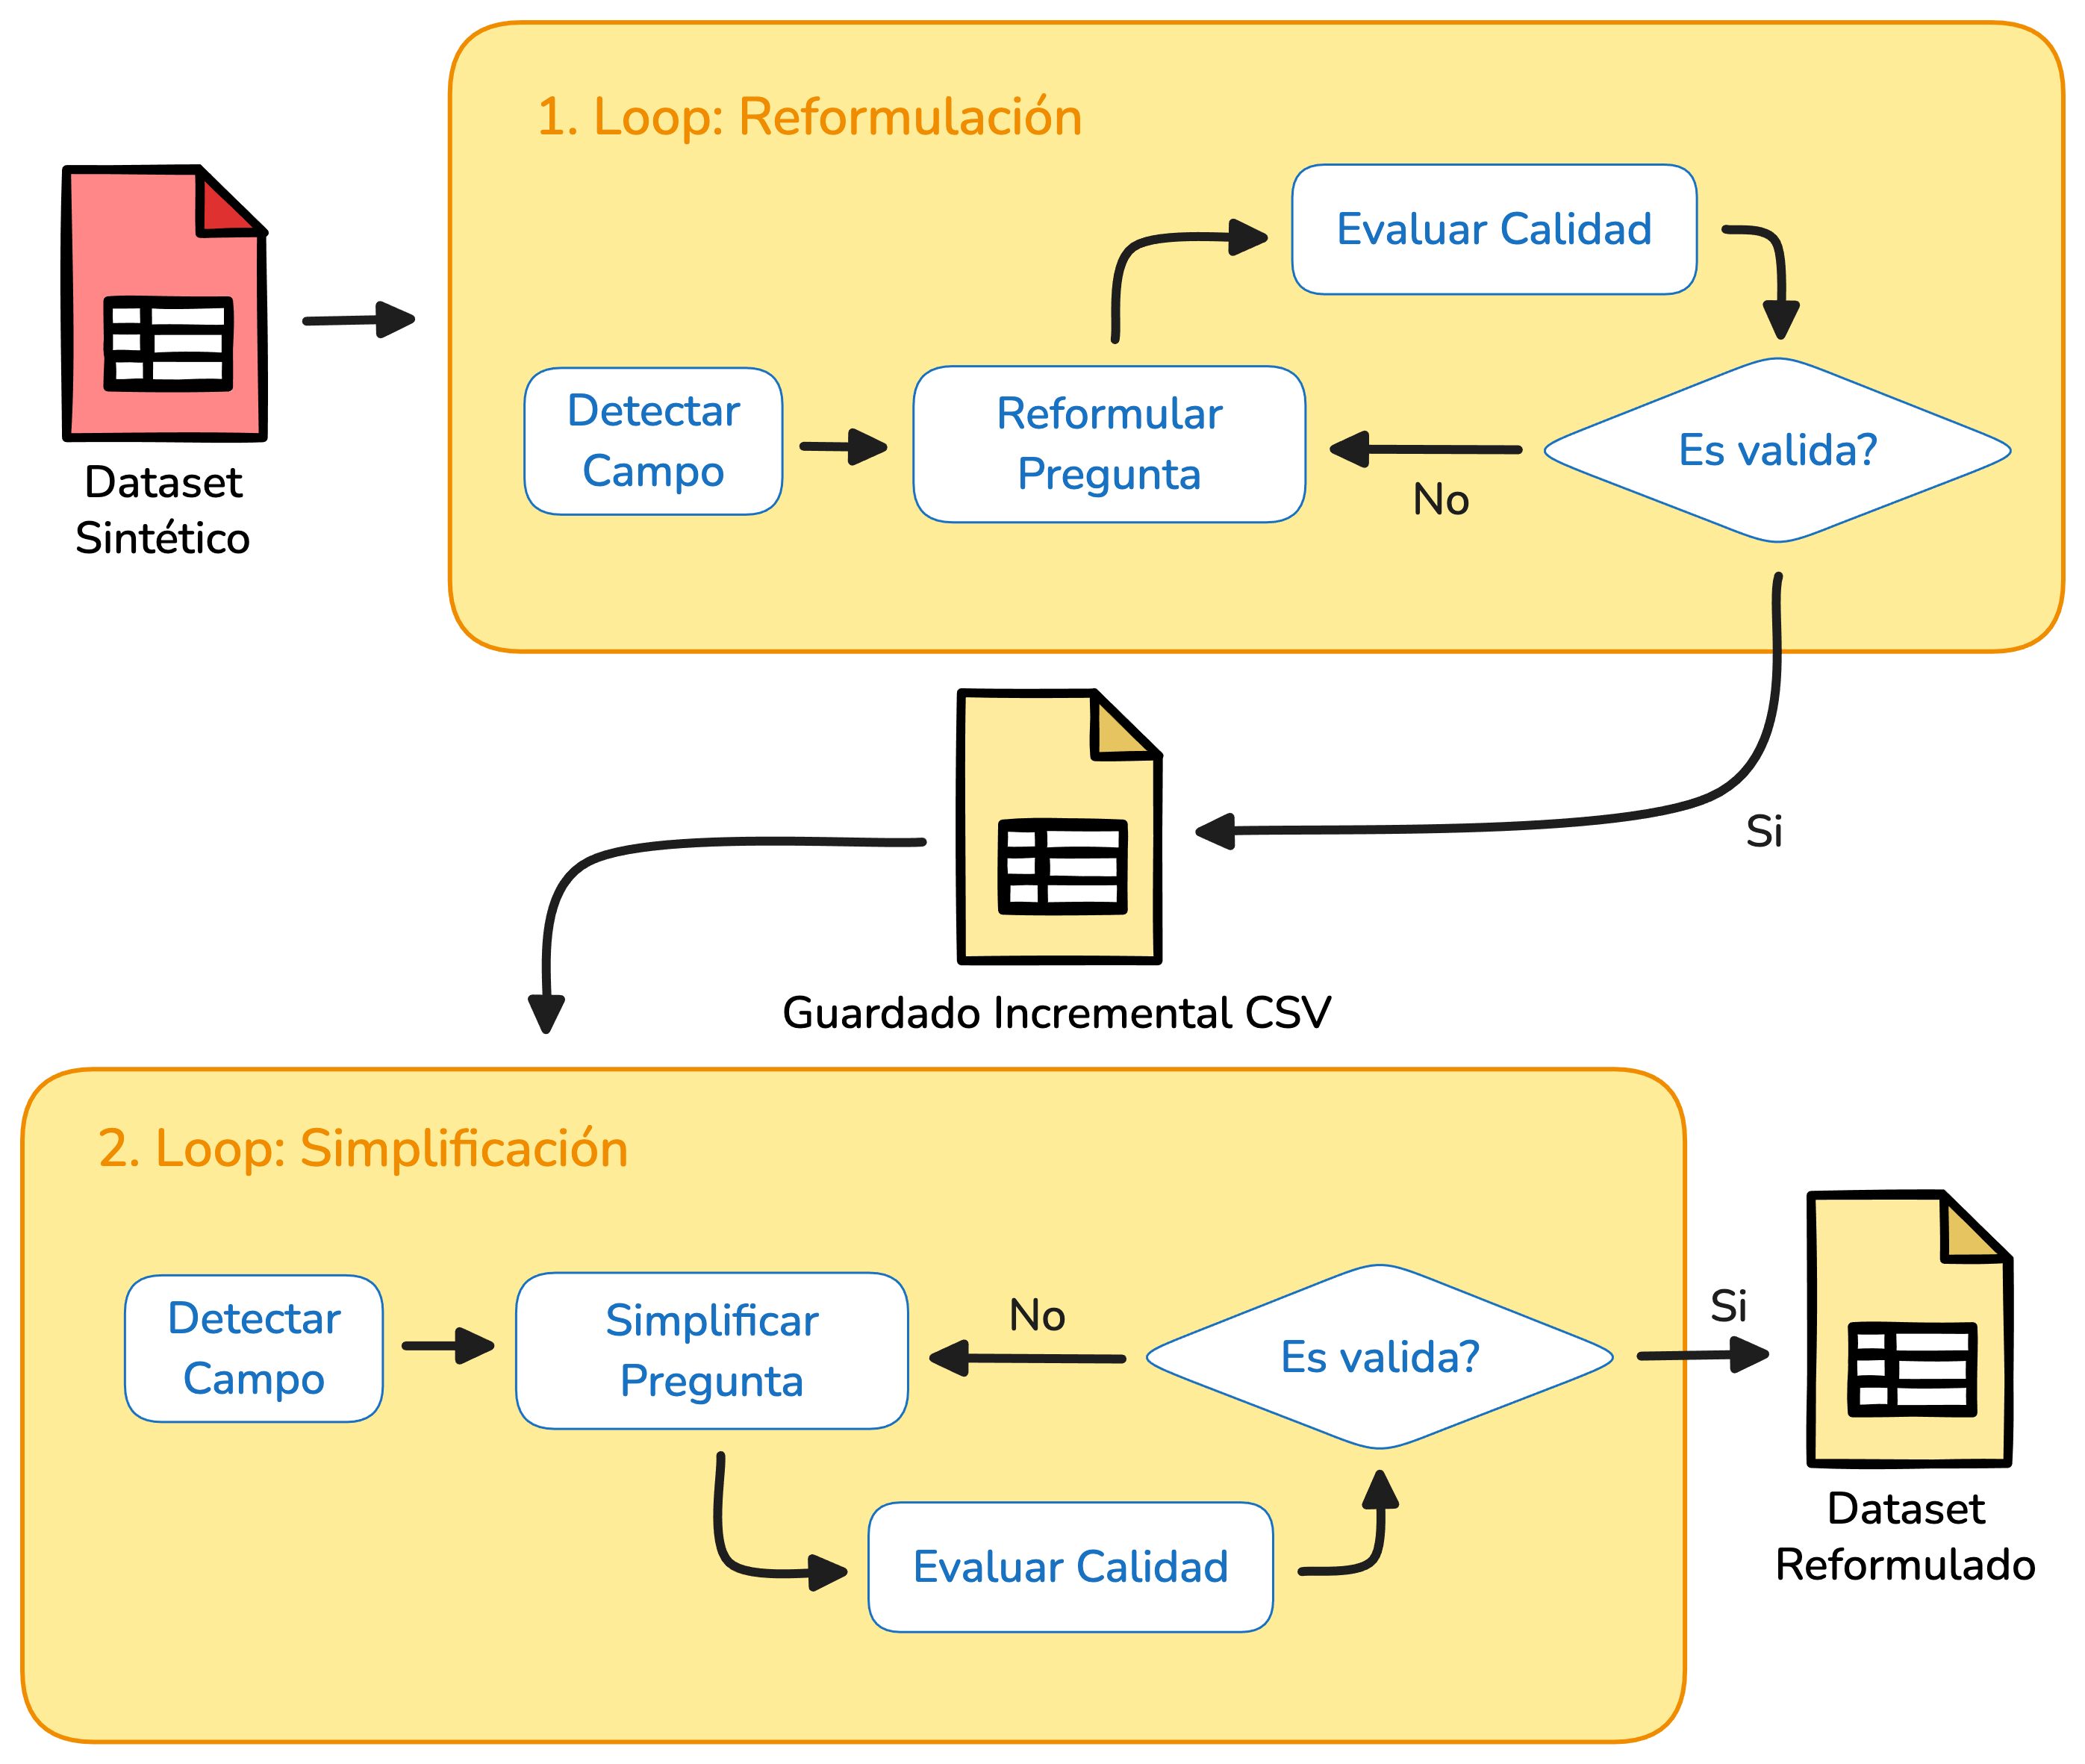 1. Loop: Reformulación
Evaluar Calidad
Detectar
Campo
Reformular
Pregunta
Es valida?
No
Dataset
Sintético
Si
Guardado Incremental CSV
2. Loop: Simplificación
Detectar
Campo
Simplificar
Pregunta
No
Es valida?
Si
Evaluar Calidad
Dataset
Reformulado